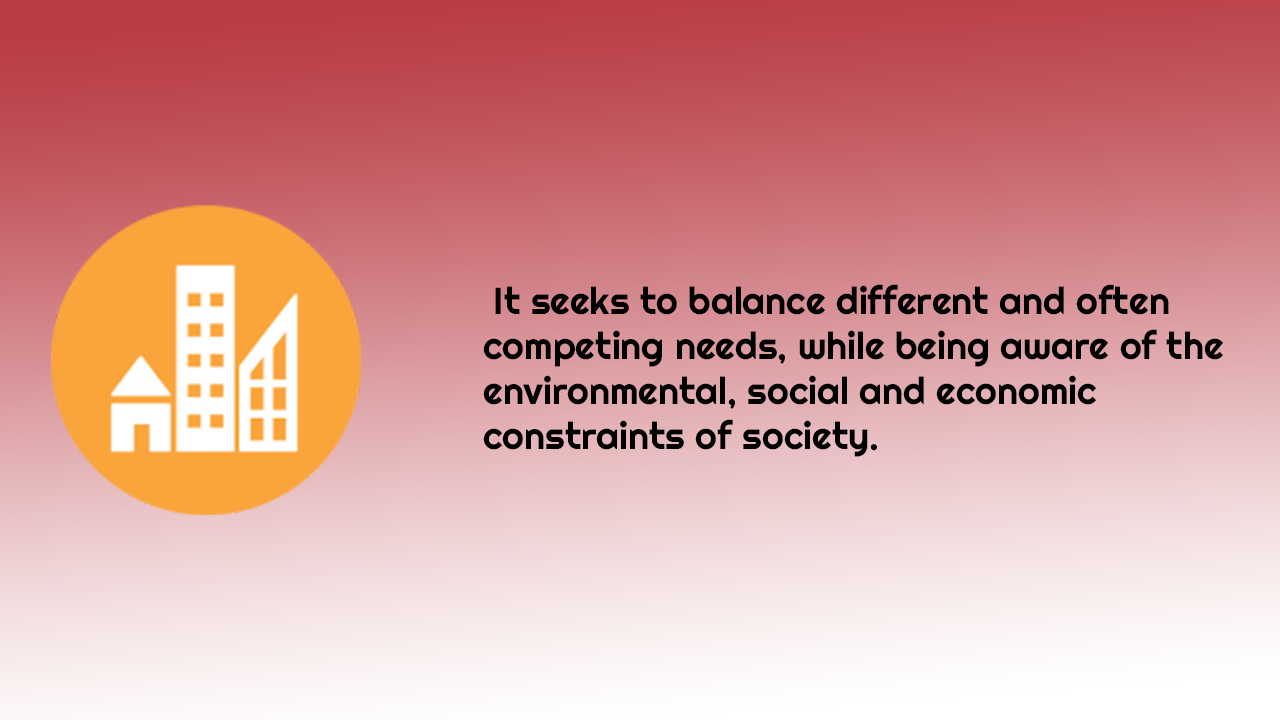 It seeks to balance different and often
competing needs, while being aware of the
environmental, social and economic
constraints of society.